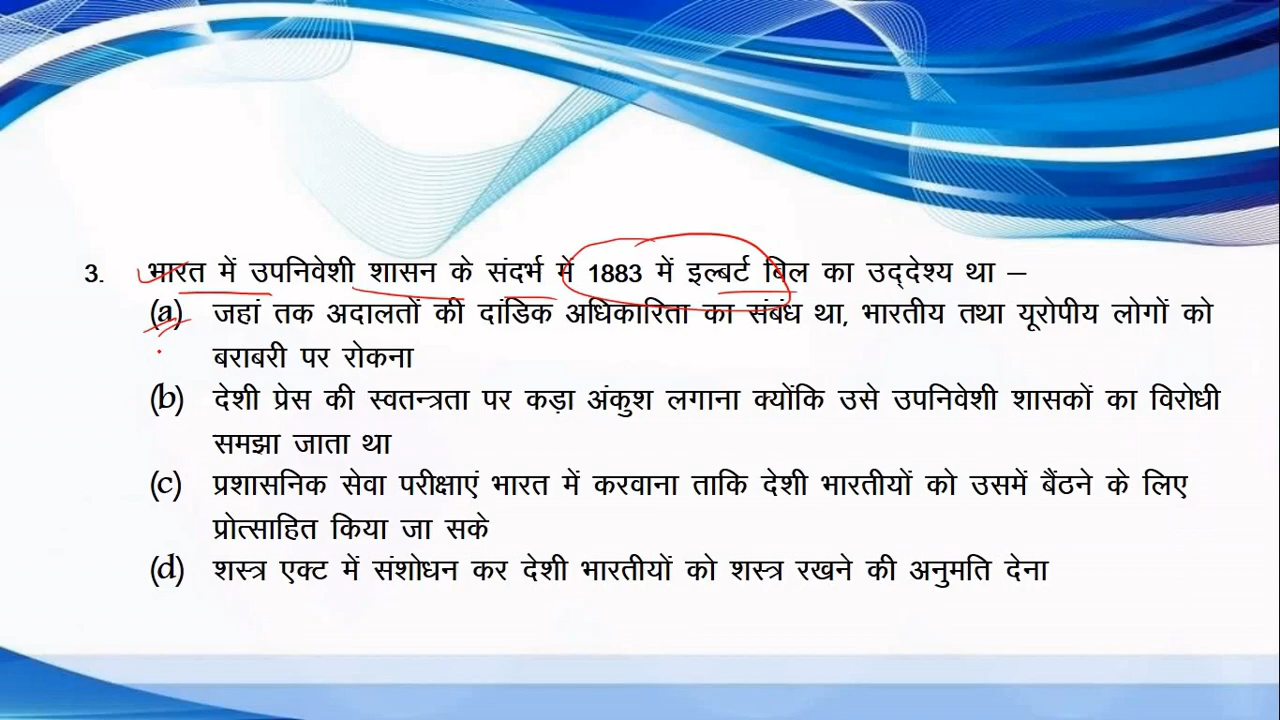 3. भारत में उपनिवेशी शासन के संदर्भ में 1883 में इल्बर्ट बिल का उद्देश्य था –
(a) जहां तक अदालतों की दांडिक अधिकारिता का संबंध था, भारतीय तथा यूरोपीय लोगों को
बराबरी पर रोकना
(b) देशी प्रेस की स्वतन्त्रता पर कड़ा अंकुश लगाना क्योंकि उसे उपनिवेशी शासकों का विरोधी
समझा जाता था
(c) प्रशासनिक सेवा परीक्षाएं भारत में करवाना ताकि देशी भारतीयों को उसमें बैंठने के लिए
प्रोत्साहित किया जा सके
(d) शस्त्र एक्ट में संशोधन कर देशी भारतीयों को शस्त्र रखने की अनुमति देना